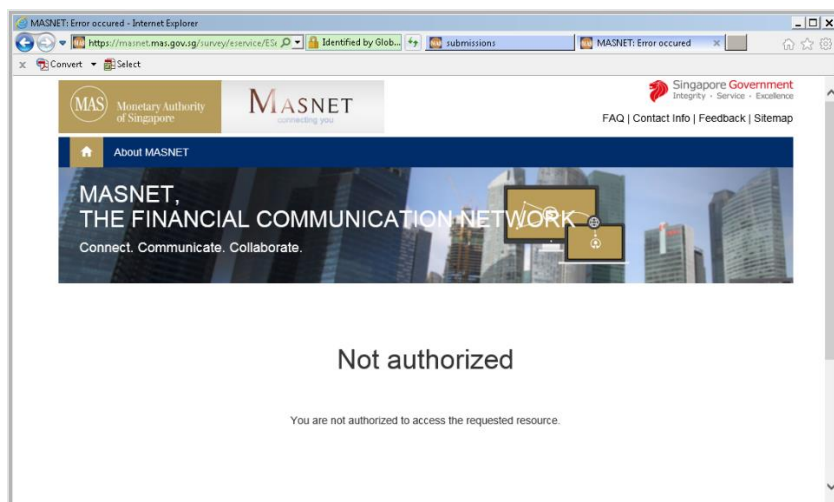 MASNET: Error occured - Internet Explorer
https://masnet.mas.gov.sg/survey/eservice/ESe
Identified by Glob...
submissions
MASNET: Error occured
x Convert Select
MAS Monetary Authority of Singapore
MASNET
connecting you
Singapore Government
Integrity · Service · Excellence
FAQ | Contact Info | Feedback | Sitemap
About MASNET
MASNET,
THE FINANCIAL COMMUNICATION NETWORK
Connect. Communicate. Collaborate.
Not authorized
You are not authorized to access the requested resource.